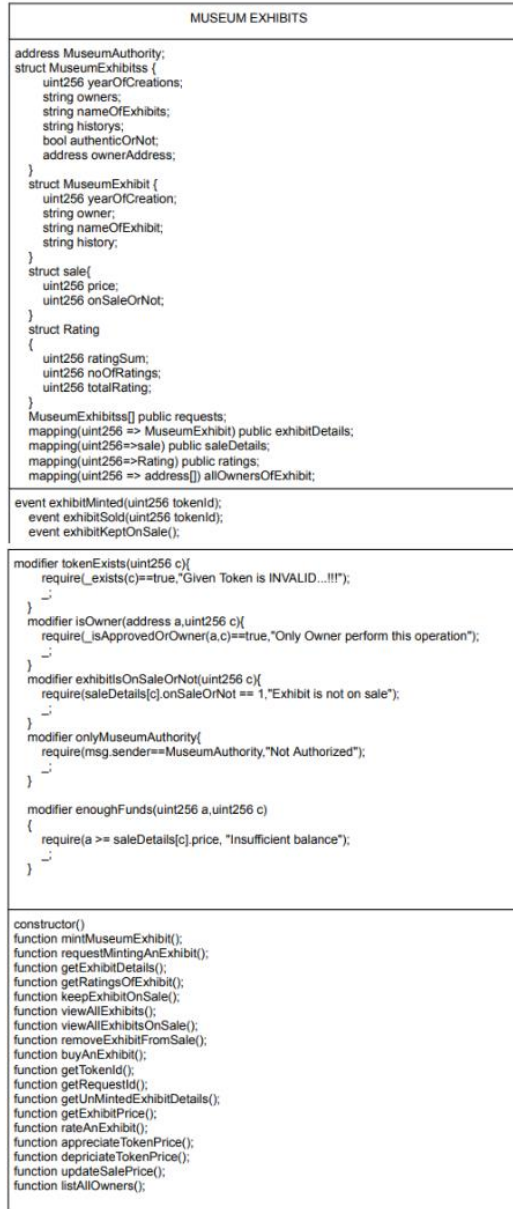 MUSEUM EXHIBITS
address MuseumAuthority;
struct MuseumExhibitss {
uint256 yearOfCreations;
string owners;
string nameOfExhibits;
string historys;
bool authenticOrNot;
address ownerAddress;
}
struct MuseumExhibit {
uint256 yearOfCreation;
string owner;
string nameOfExhibit;
string history;
}
struct sale{
uint256 price;
uint256 onSaleOrNot;
}
struct Rating
{
uint256 ratingSum;
uint256 noOfRatings;
uint256 totalRating;
}
MuseumExhibitss[] public requests;
mapping(uint256 => MuseumExhibit) public exhibitDetails;
mapping(uint256=>sale) public saleDetails;
mapping(uint256=>Rating) public ratings;
mapping(uint256 => address[]) allOwnersOfExhibit;
event exhibitMinted(uint256 tokenId);
event exhibitSold(uint256 tokenId);
event exhibitKeptOnSale();
modifier tokenExists(uint256 c){
require(_exists(c)==true,"Given Token is INVALID...!!!");
_;
}
modifier isOwner(address a,uint256 c){
require(_isApprovedOrOwner(a,c)==true,"Only Owner perform this operation");
_;
}
modifier exhibitIsOnSaleOrNot(uint256 c){
require(saleDetails[c].onSaleOrNot == 1,"Exhibit is not on sale");
_;
}
modifier onlyMuseumAuthority{
require(msg.sender==MuseumAuthority,"Not Authorized");
_;
}
modifier enoughFunds(uint256 a,uint256 c)
{
require(a >= saleDetails[c].price, "Insufficient balance");
_;
}
constructor()
function mintMuseumExhibit();
function requestMintingAnExhibit();
function getExhibitDetails();
function getRatingsOfExhibit();
function keepExhibitOnSale();
function viewAllExhibits();
function viewAllExhibitsOnSale();
function removeExhibitFromSale();
function buyAnExhibit();
function getTokenId();
function getRequestId();
function getUnMintedExhibitDetails();
function getExhibitPrice();
function rateAnExhibit();
function appreciateTokenPrice();
function depriciateTokenPrice();
function updateSalePrice();
function listAllOwners();